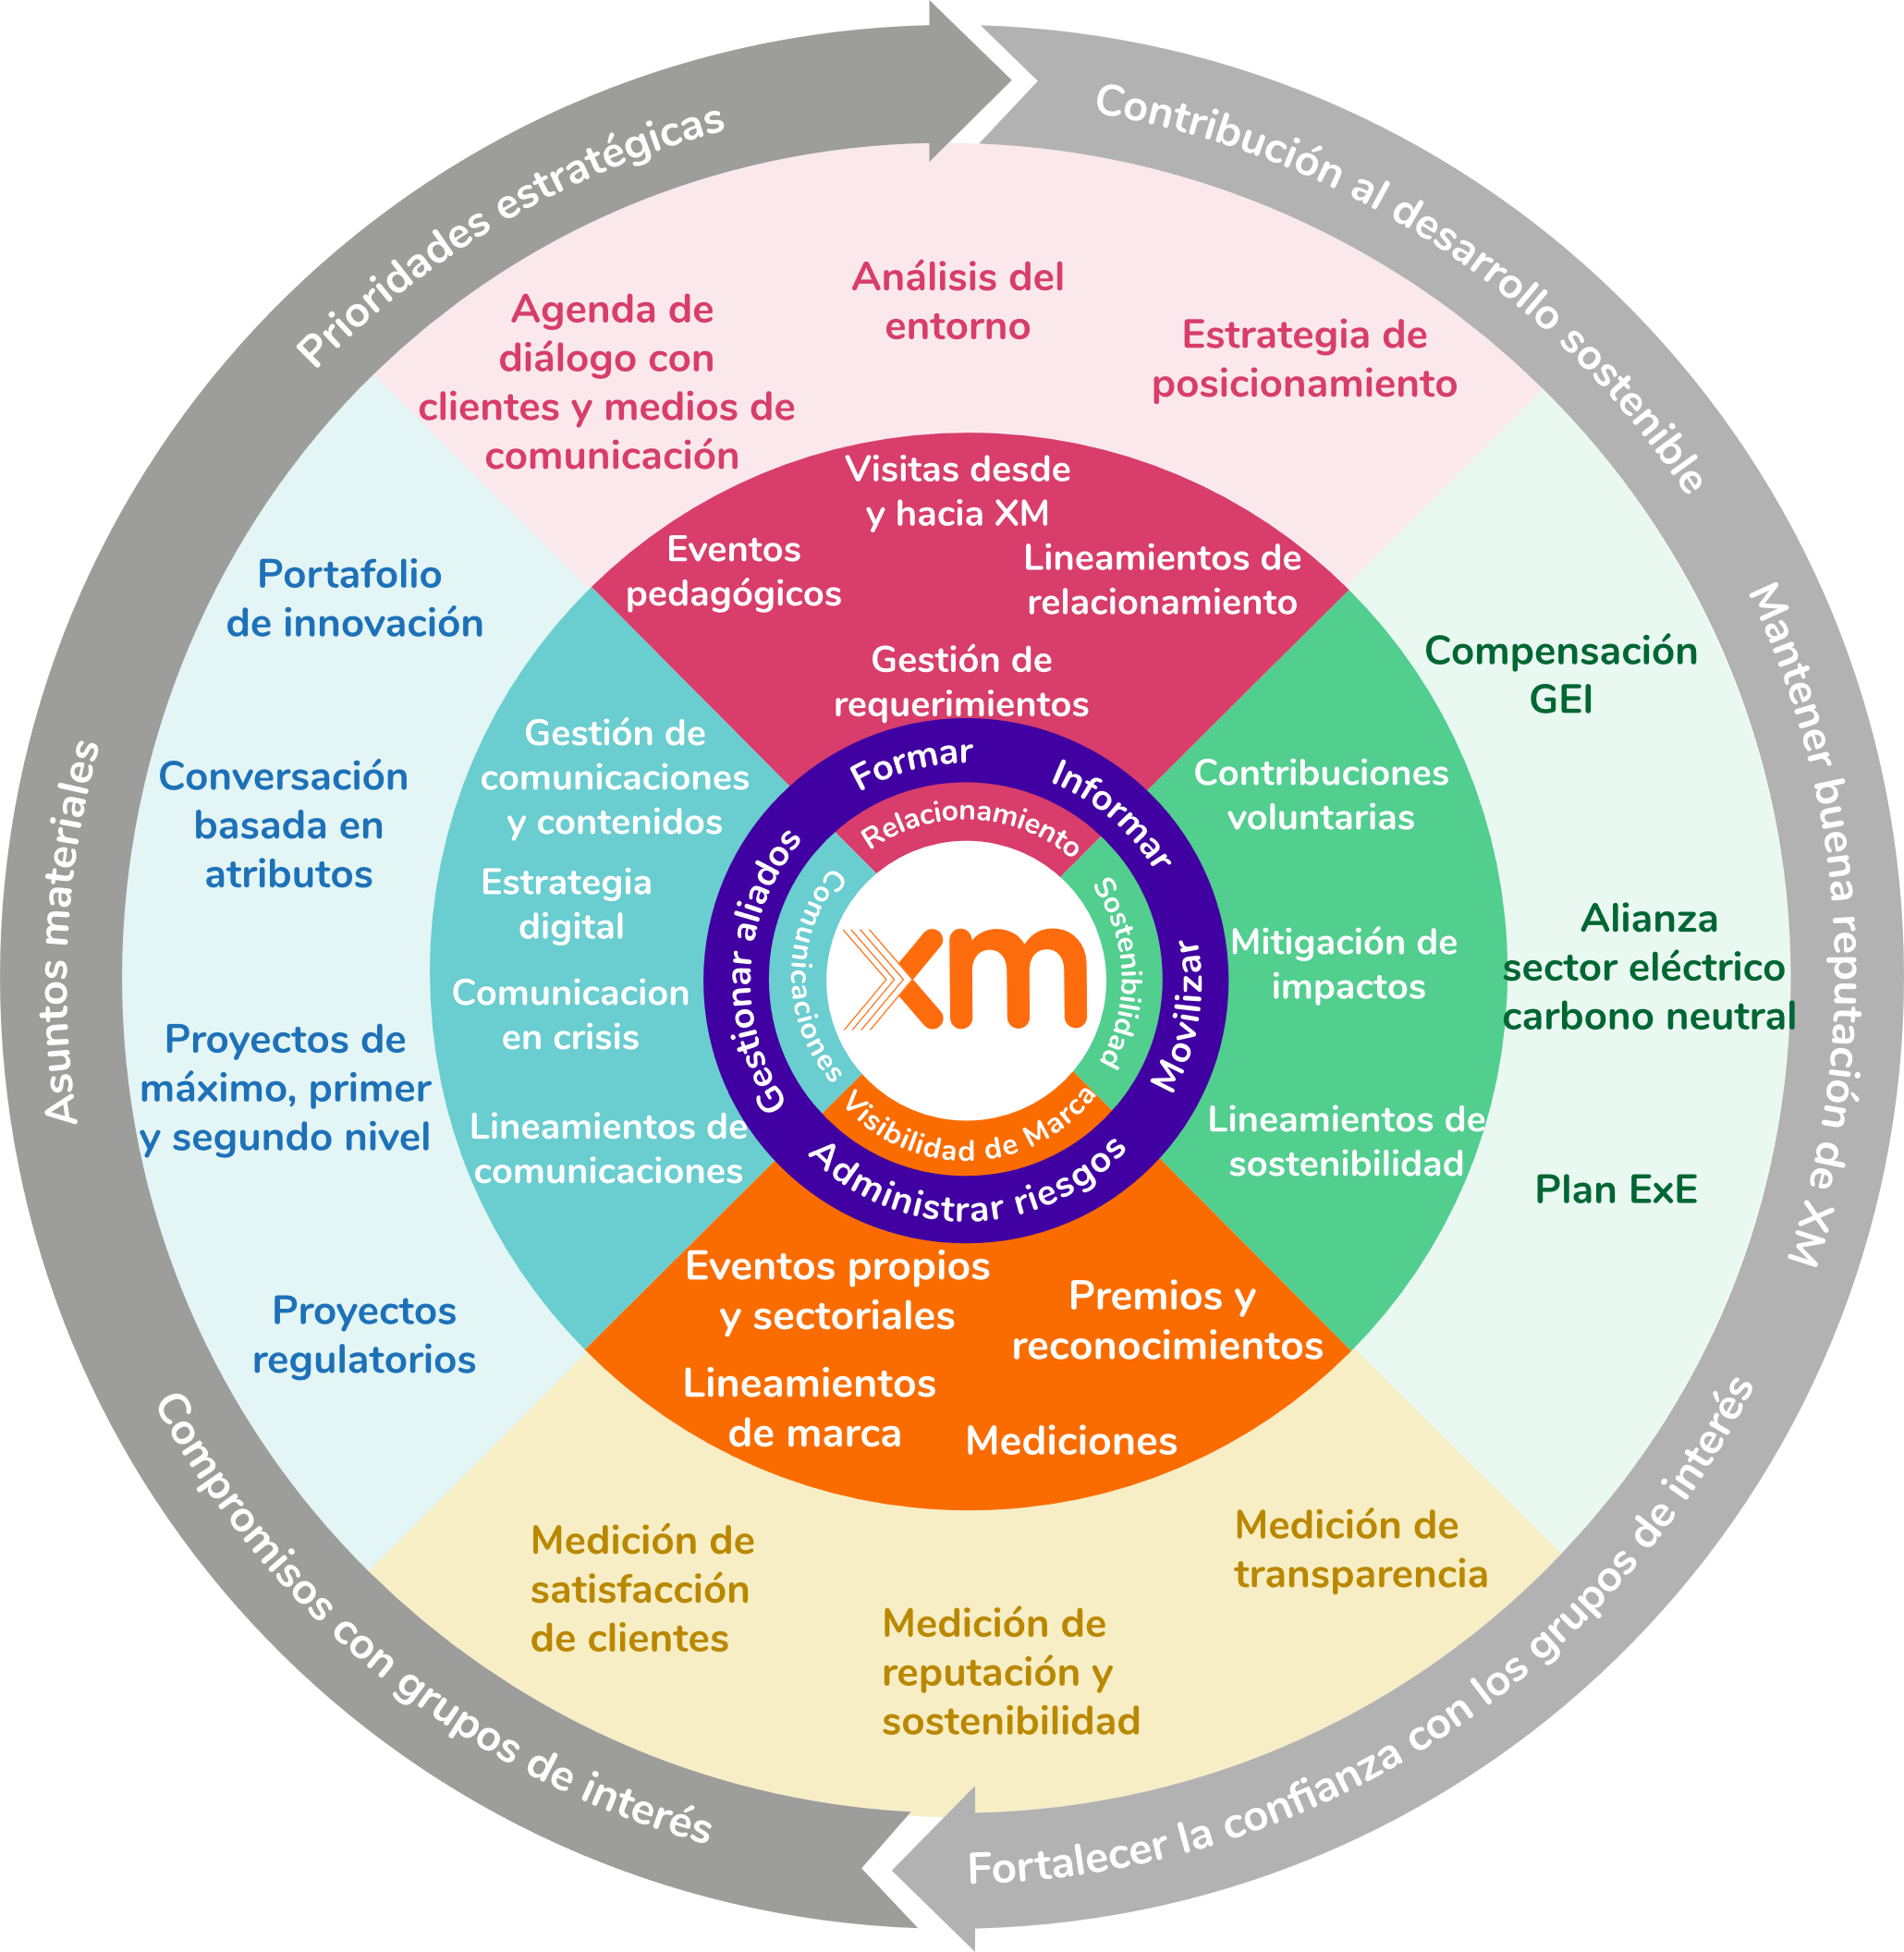 Prioridades estratégicas
Contribución al desarrollo sostenible
Mantener buena reputación de XM
Fortalecer la confianza con los grupos de interés
Compromisos con grupos de interés
Asuntos materiales
Agenda de
diálogo con
clientes y medios de
comunicación
Análisis del
entorno
Estrategia de
posicionamiento
Visitas desde
y hacia XM
Eventos
pedagógicos
Lineamientos de
relacionamiento
Gestión de
requerimientos
Portafolio
de innovación
Conversación
basada en
atributos
Proyectos de
máximo, primer
y segundo nivel
Proyectos
regulatorios
Gestión de
comunicaciones
y contenidos
Estrategia
digital
Comunicacion
en crisis
Lineamientos de
comunicaciones
Formar
Informar
Movilizar
Administrar riesgos
Gestionar aliados
Relacionamiento
Sostenibilidad
Visibilidad de Marca
Comunicaciones
xm
Contribuciones
voluntarias
Mitigación de
impactos
Lineamientos de
sostenibilidad
Compensación
GEI
Alianza
sector eléctrico
carbono neutral
Plan ExE
Eventos propios
y sectoriales
Premios y
reconocimientos
Lineamientos
de marca
Mediciones
Medición de
satisfacción
de clientes
Medición de
reputación y
sostenibilidad
Medición de
transparencia